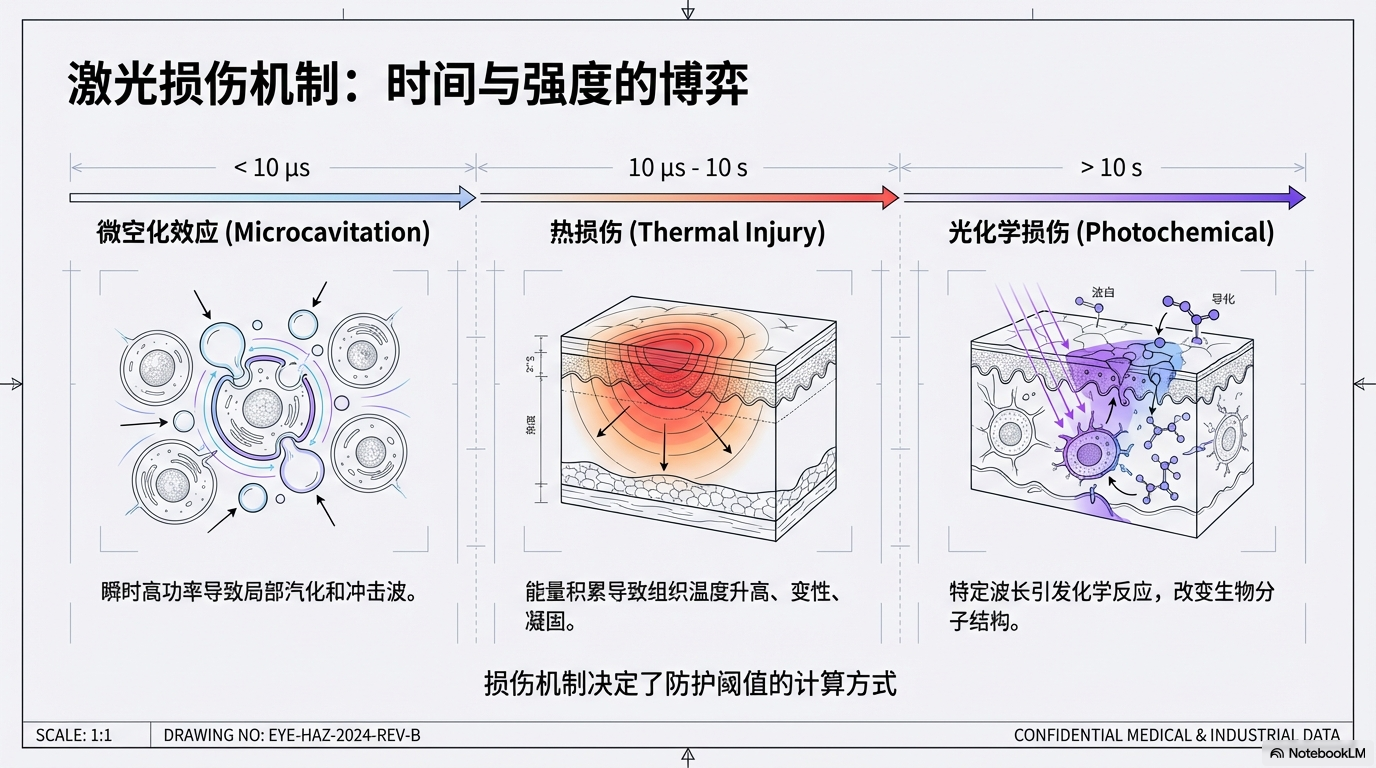 激光损伤机制：时间与强度的博弈
< 10 µs
10 µs - 10 s
> 10 s
微空化效应 (Microcavitation)
热损伤 (Thermal Injury)
光化学损伤 (Photochemical)
瞬时高功率导致局部汽化和冲击波。
能量积累导致组织温度升高、变性、
凝固。
特定波长引发化学反应，改变生物分
子结构。
损伤机制决定了防护阈值的计算方式
SCALE: 1:1
DRAWING NO: EYE-HAZ-2024-REV-B
CONFIDENTIAL MEDICAL & INDUSTRIAL DATA
NotebookLM